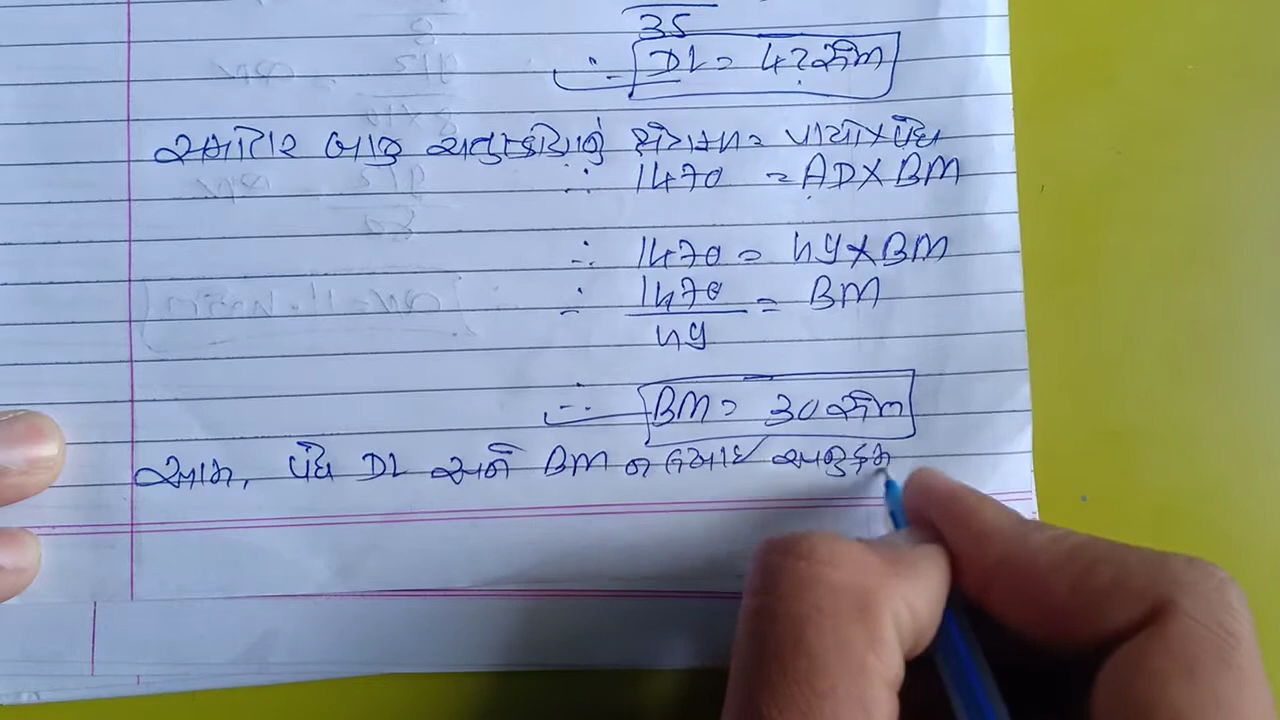 35
∴ DL = 42 સેમી
સમાંતર બાજુ ચતુષ્કોણનું ક્ષેત્રફળ = પાયો × વેધ
∴ 1470 = AD × BM
∴ 1470 = 49 × BM
∴ 1470/49 = BM
∴ BM = 30 સેમી
આમ, વેધ DL અને BM ન લંબાઈ અનુક્રમ